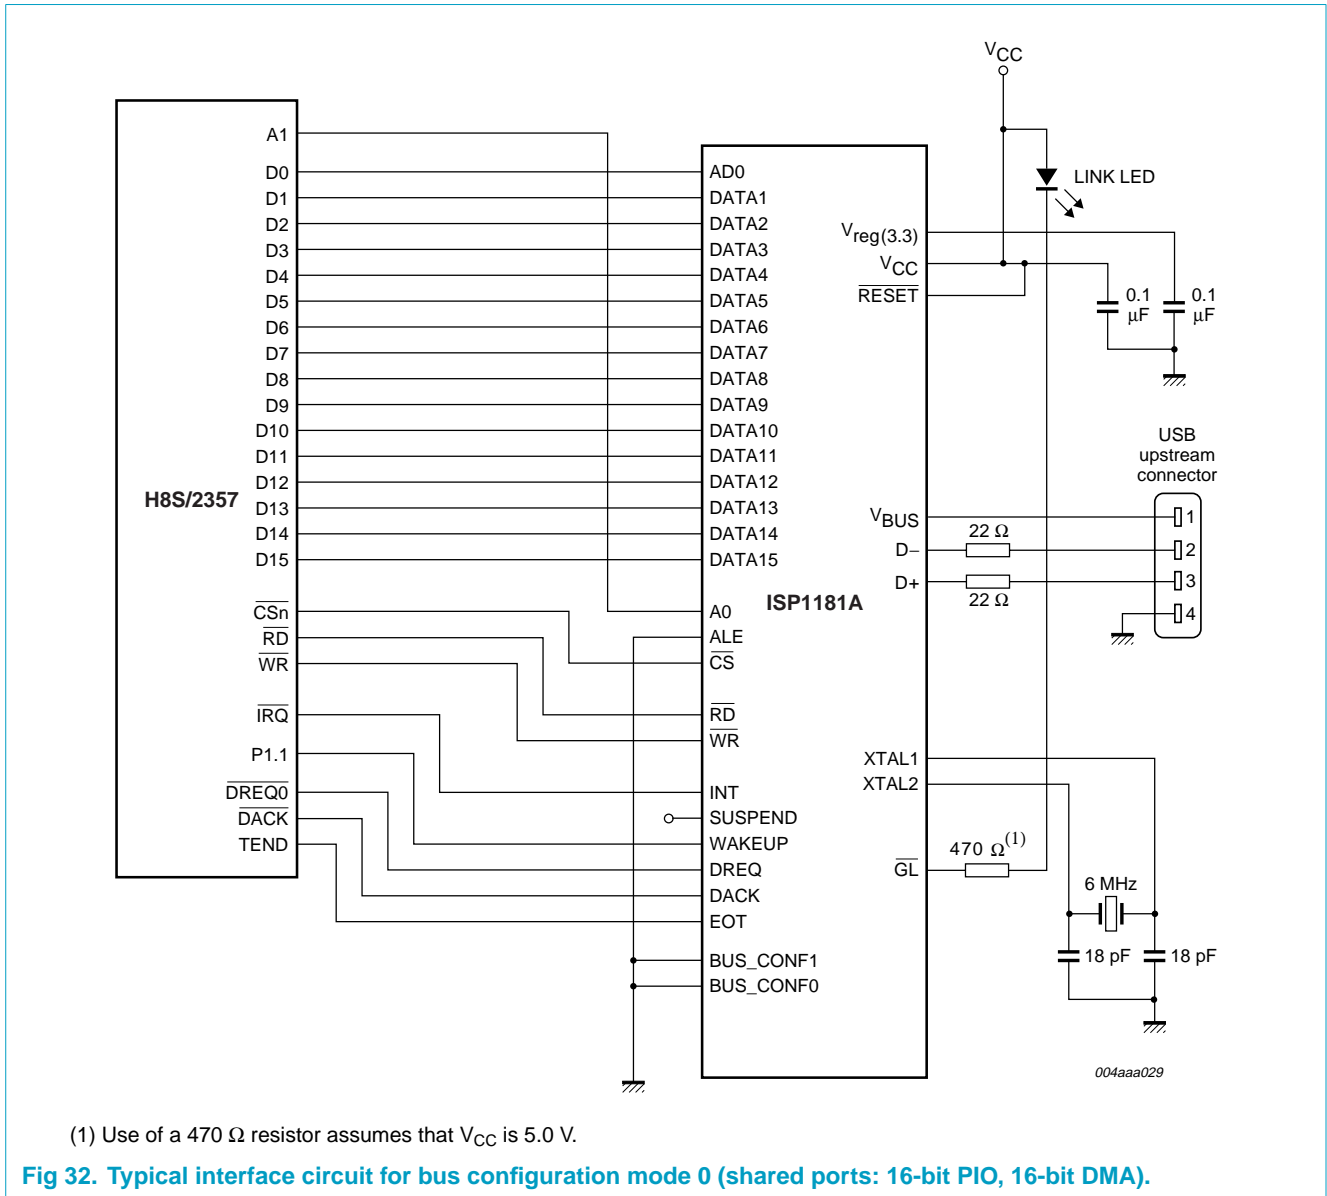 VCC
A1
D0
D1
D2
D3
D4
D5
D6
D7
D8
D9
D10
D11
D12
D13
D14
D15
CSn
RD
WR
IRQ
P1.1
DREQ0
DACK
TEND
H8S/2357
AD0
DATA1
DATA2
DATA3
DATA4
DATA5
DATA6
DATA7
DATA8
DATA9
DATA10
DATA11
DATA12
DATA13
DATA14
DATA15
A0
ALE
CS
RD
WR
INT
SUSPEND
WAKEUP
DREQ
DACK
EOT
BUS_CONF1
BUS_CONF0
ISP1181A
Vreg(3.3)
VCC
RESET
VBUS
D−
D+
XTAL1
XTAL2
GL
LINK LED
0.1
μF
0.1
μF
USB
upstream
connector
1
2
3
4
22 Ω
22 Ω
470 Ω(1)
6 MHz
18 pF
18 pF
004aaa029
(1) Use of a 470 Ω resistor assumes that VCC is 5.0 V.
Fig 32. Typical interface circuit for bus configuration mode 0 (shared ports: 16-bit PIO, 16-bit DMA).